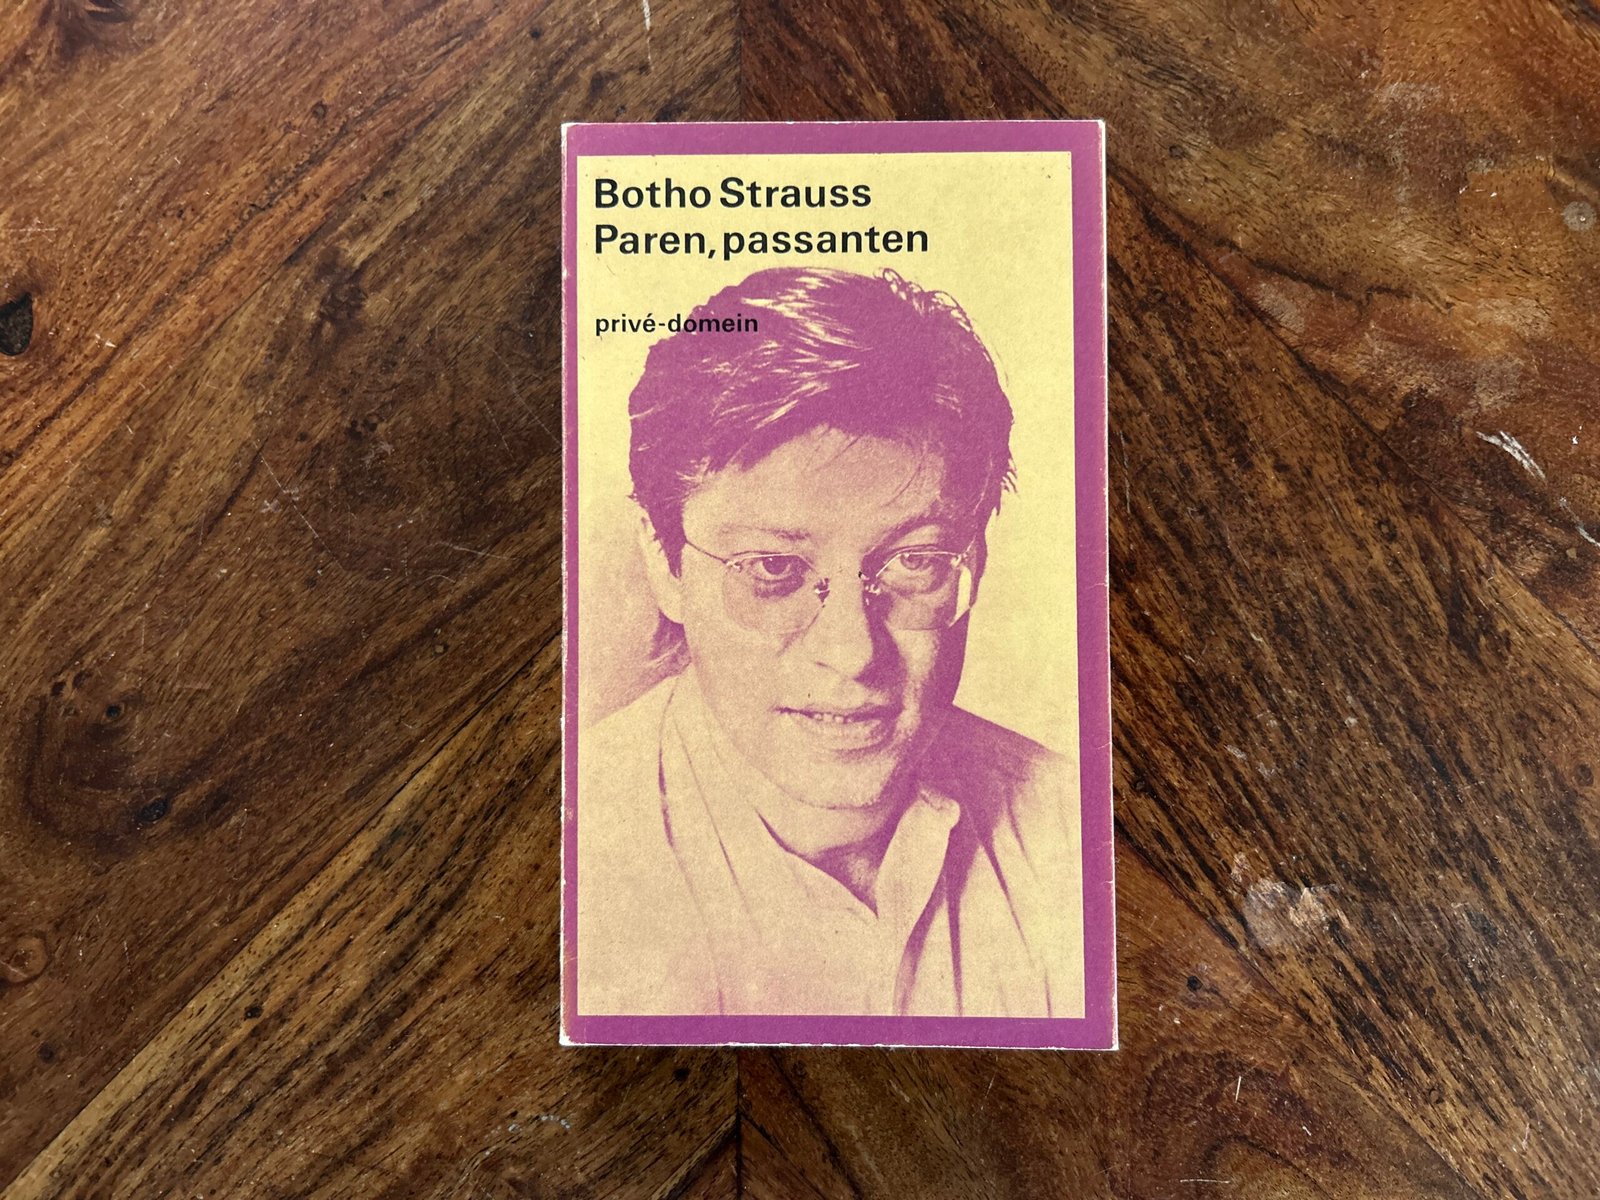 Botho Strauss
Paren, passanten
privé-domein